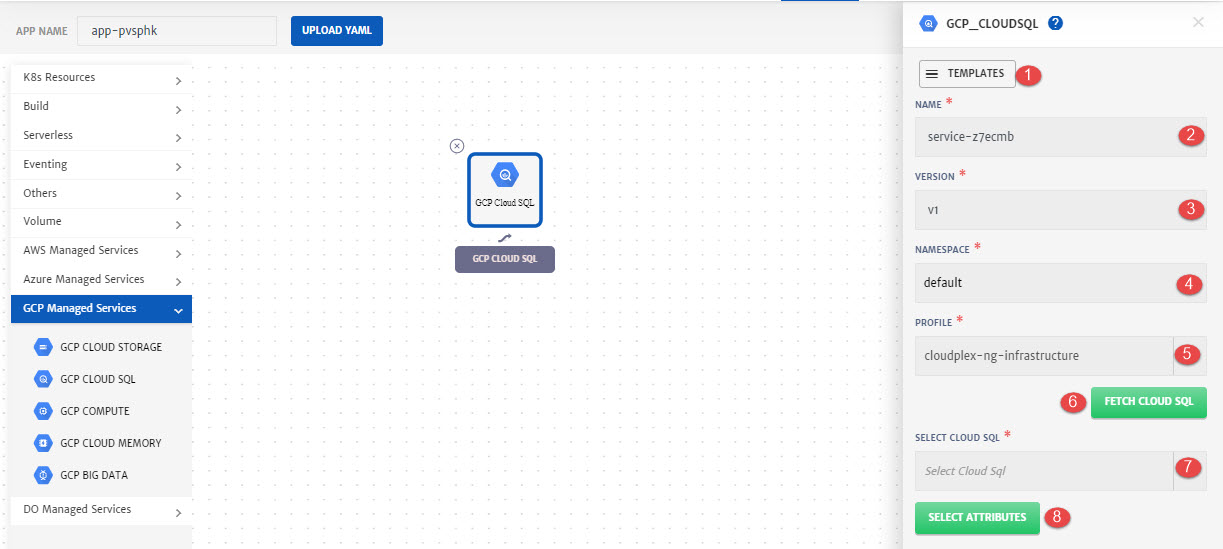 APP NAME app-pvsphk UPLOAD YAML
K8s Resources
Build
Serverless
Eventing
Others
Volume
AWS Managed Services
Azure Managed Services
GCP Managed Services
GCP CLOUD STORAGE
GCP CLOUD SQL
GCP COMPUTE
GCP CLOUD MEMORY
GCP BIG DATA
DO Managed Services
GCP Cloud SQL
GCP CLOUD SQL
GCP_CLOUDSQL ?
TEMPLATES 1
NAME *
service-z7ecmb 2
VERSION *
v1 3
NAMESPACE *
default 4
PROFILE *
cloudplex-ng-infrastructure 5
6 FETCH CLOUD SQL
SELECT CLOUD SQL *
Select Cloud Sql 7
SELECT ATTRIBUTES 8